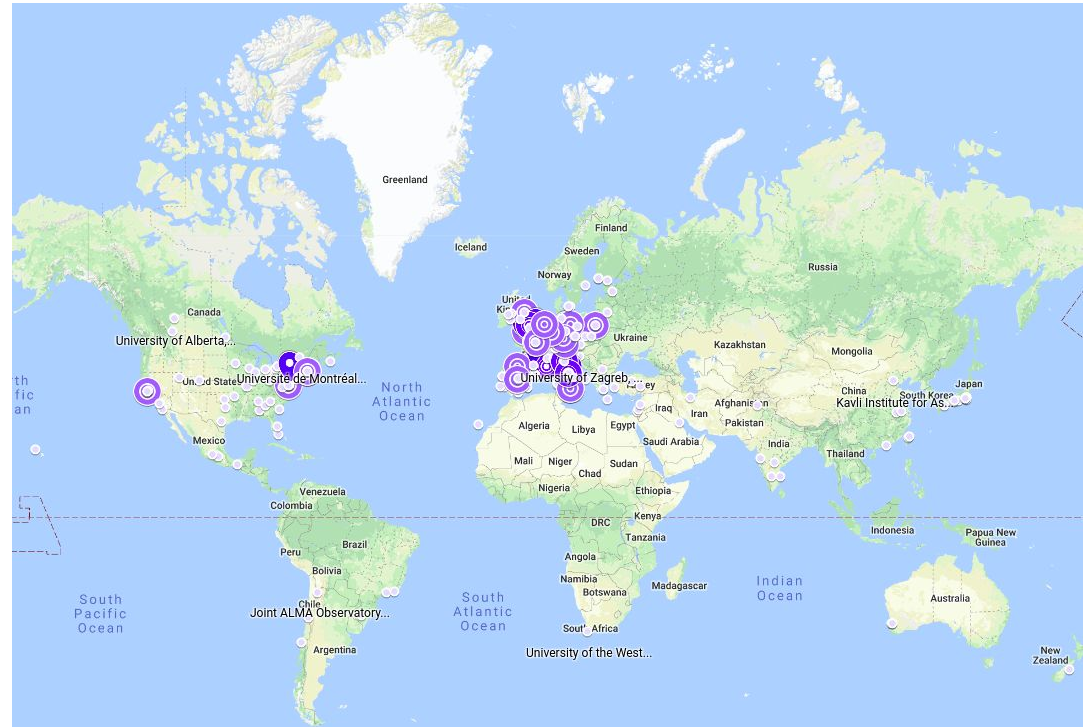 Greenland
Finland
Iceland
Sweden
Russia
Norway
Canada
Ukraine
University of Alberta,...
Kazakhstan
Mongolia
Université de Montréal...
University of Zagreb,...
North
Atlantic
Ocean
Japan
China
Kavli Institute for As...
Iraq
Iran
Afghanistan
Pakistan
Algeria
Libya
Egypt
Saudi Arabia
Mexico
India
Thailand
Mali
Niger
Chad
Sudan
Nigeria
Ethiopia
Venezuela
Colombia
DRC
Kenya
Tanzania
Indonesia
Papua New
Guinea
Peru
Brazil
Angola
Bolivia
Namibia
Botswana
Madagascar
Indian
Ocean
South
Pacific
Ocean
South
Atlantic
Ocean
Australia
Chile
Joint ALMA Observatory...
South Africa
University of the West...
Argentina
New
Zealand